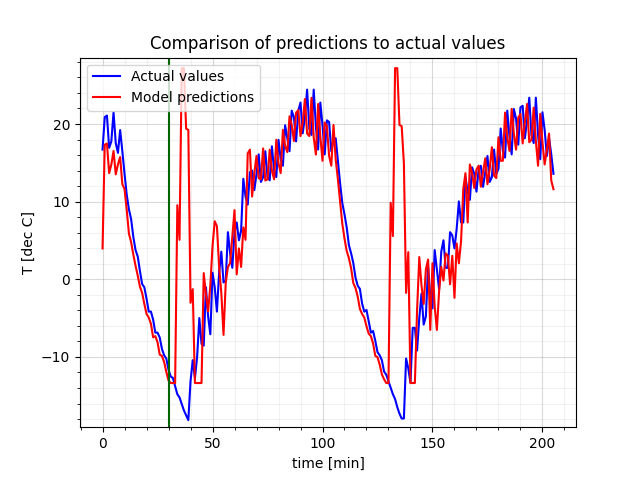 Comparison of predictions to actual values
Actual values
Model predictions
20
10
0
−10
T [dec C]
0
50
100
150
200
time [min]